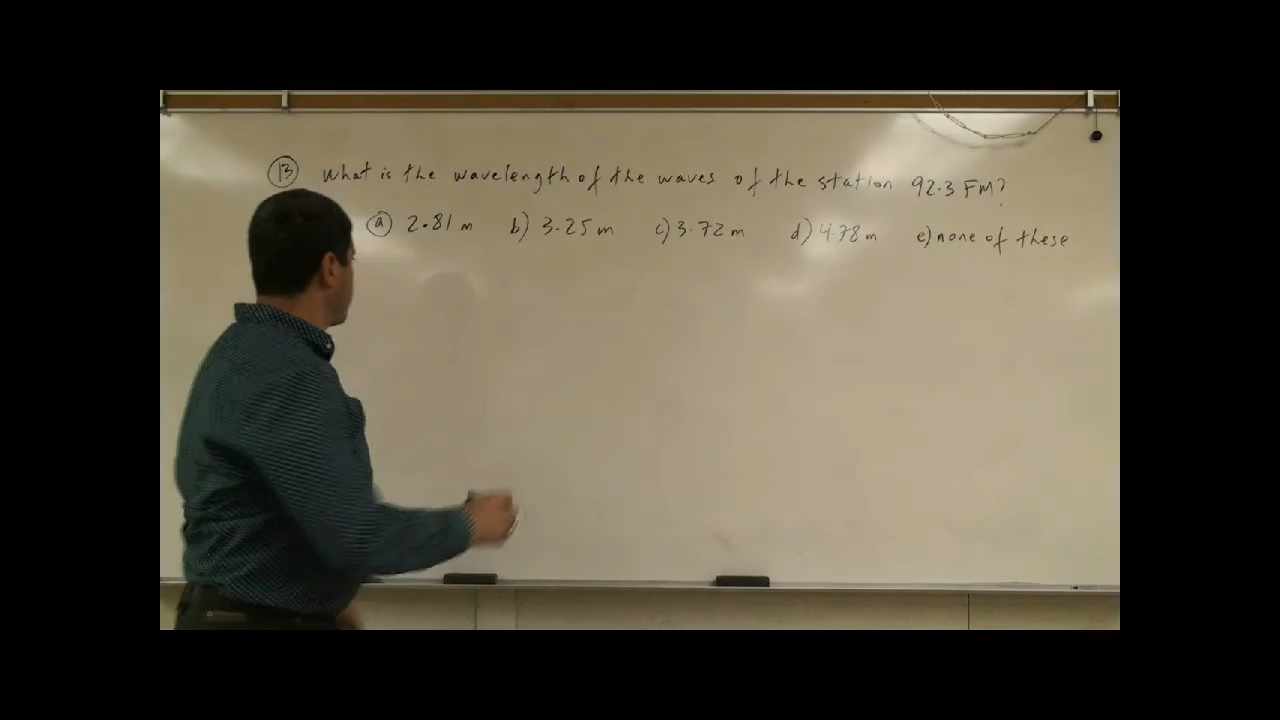 13 What is the wavelength of the waves of the station 92.3 FM?
a) 2.81 m b) 3.25 m c) 3.72 m d) 4.78 m e) none of these